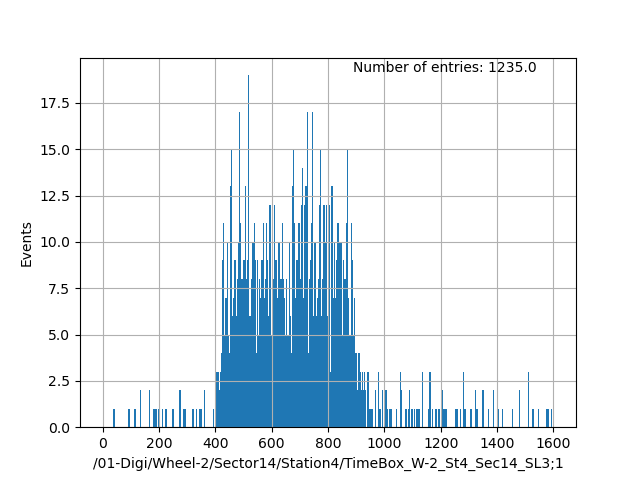 Number of entries: 1235.0
17.5
15.0
12.5
10.0
7.5
5.0
2.5
0.0
Events
0 200 400 600 800 1000 1200 1400 1600
/01-Digi/Wheel-2/Sector14/Station4/TimeBox_W-2_St4_Sec14_SL3;1